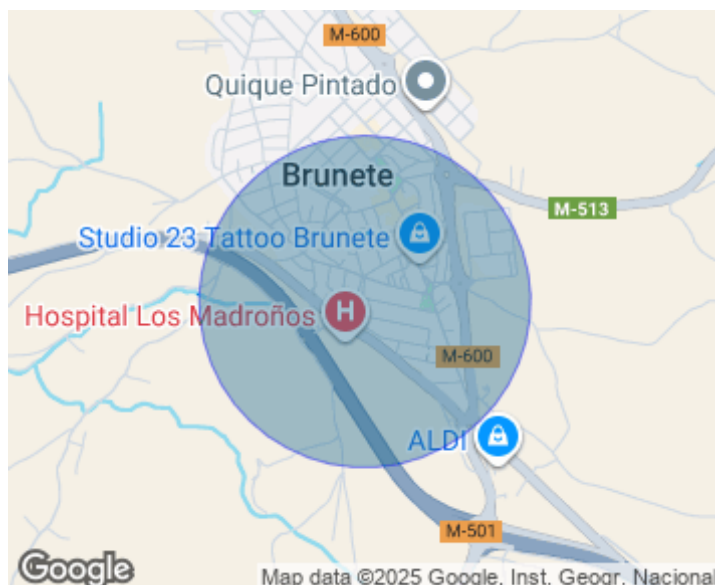 M-600
Quique Pintado
Brunete
M-513
Studio 23 Tattoo Brunete
Hospital Los Madroños
M-600
ALDI
M-501
Google
Map data ©2025 Google, Inst. Geogr. Nacional